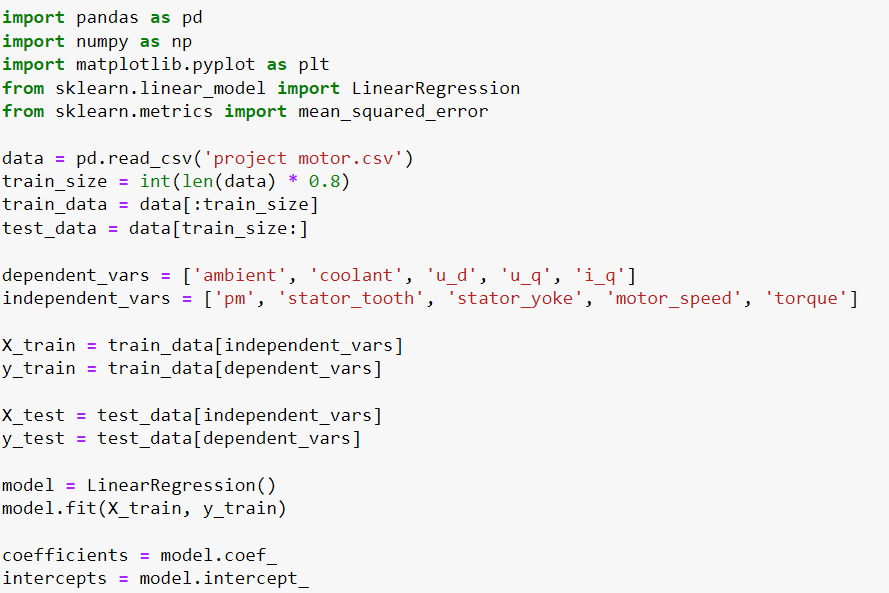 import pandas as pd
import numpy as np
import matplotlib.pyplot as plt
from sklearn.linear_model import LinearRegression
from sklearn.metrics import mean_squared_error
data = pd.read_csv('project motor.csv')
train_size = int(len(data) * 0.8)
train_data = data[:train_size]
test_data = data[train_size:]
dependent_vars = ['ambient', 'coolant', 'u_d', 'u_q', 'i_q']
independent_vars = ['pm', 'stator_tooth', 'stator_yoke', 'motor_speed', 'torque']
X_train = train_data[independent_vars]
y_train = train_data[dependent_vars]
X_test = test_data[independent_vars]
y_test = test_data[dependent_vars]
model = LinearRegression()
model.fit(X_train, y_train)
coefficients = model.coef_
intercepts = model.intercept_